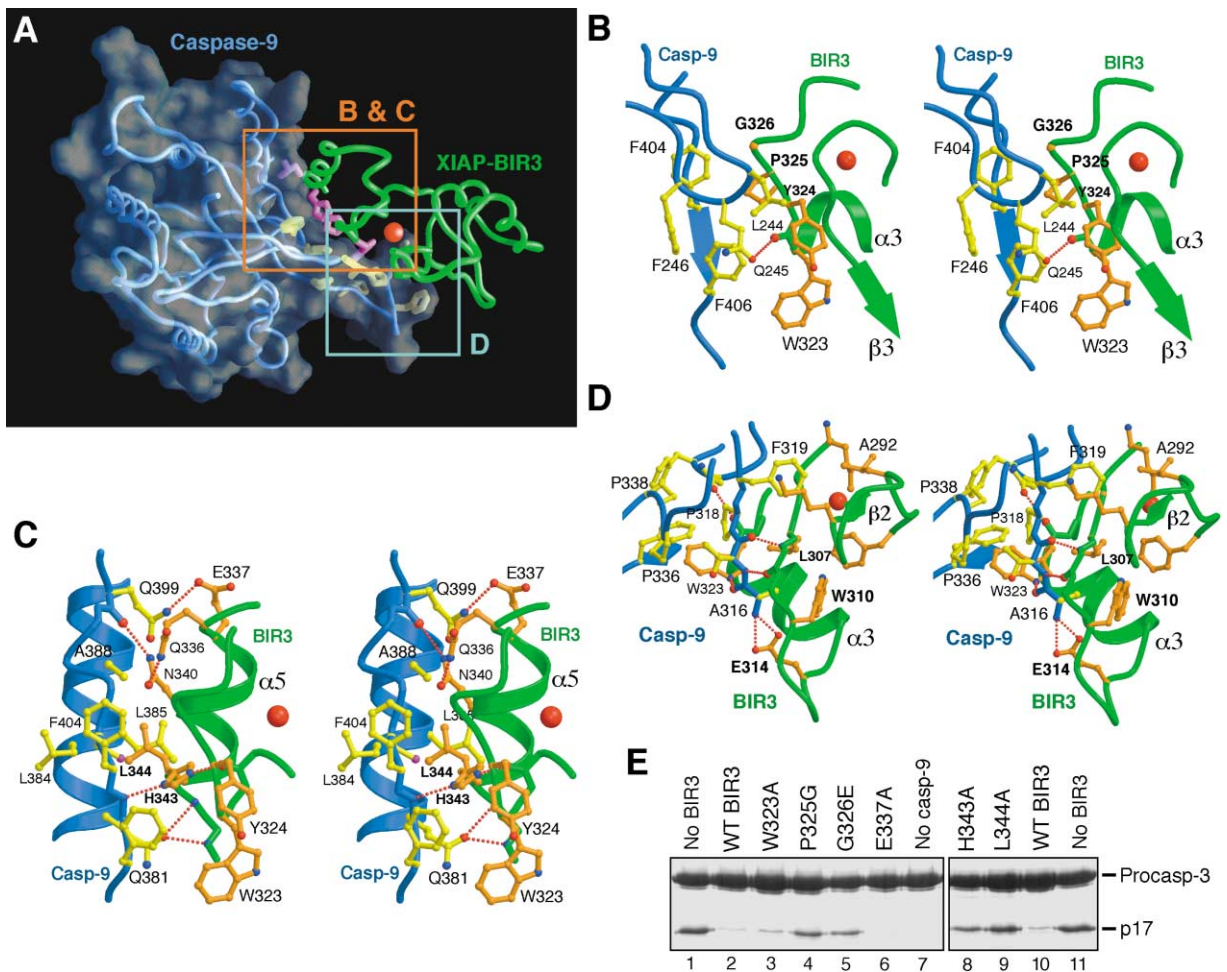 A
Caspase-9
B & C
XIAP-BIR3
D
B
Casp-9
BIR3
G326
F404
P325
Y324
L244
α3
F246
Q245
F406
W323
β3
Casp-9
BIR3
G326
F404
P325
Y324
L244
α3
F246
Q245
F406
W323
β3
C
Q399
E337
BIR3
A388
Q336
α5
N340
F404
L385
L384
L344
H343
Y324
Casp-9
Q381
W323
Q399
E337
BIR3
A388
Q336
α5
N340
F404
L385
L384
L344
H343
Y324
Q381
W323
D
F319
A292
P338
β2
P318
L307
P336
W323
W310
A316
Casp-9
α3
E314
BIR3
F319
A292
P338
β2
P318
L307
P336
W323
W310
A316
Casp-9
α3
E314
BIR3
E
No BIR3
WT BIR3
W323A
P325G
G326E
E337A
No casp-9
H343A
L344A
WT BIR3
No BIR3
Procasp-3
p17
1 2 3 4 5 6 7 8 9 10 11